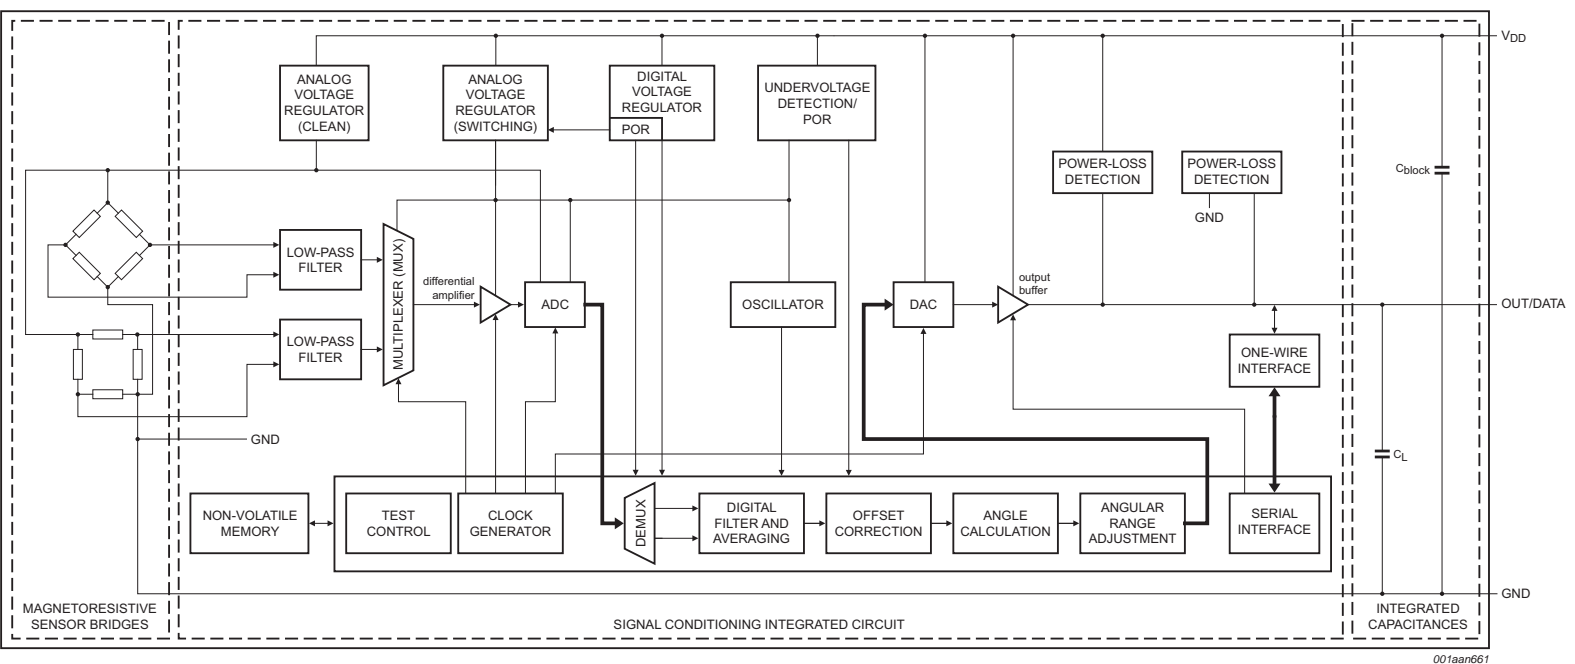 VDD
ANALOG
VOLTAGE
REGULATOR
(CLEAN)
ANALOG
VOLTAGE
REGULATOR
(SWITCHING)
DIGITAL
VOLTAGE
REGULATOR
POR
UNDERVOLTAGE
DETECTION/
POR
POWER-LOSS
DETECTION
POWER-LOSS
DETECTION
GND
Cblock
LOW-PASS
FILTER
LOW-PASS
FILTER
MULTIPLEXER (MUX)
differential
amplifier
ADC
OSCILLATOR
DAC
output
buffer
OUT/DATA
ONE-WIRE
INTERFACE
GND
CL
NON-VOLATILE
MEMORY
TEST
CONTROL
CLOCK
GENERATOR
DEMUX
DIGITAL
FILTER AND
AVERAGING
OFFSET
CORRECTION
ANGLE
CALCULATION
ANGULAR
RANGE
ADJUSTMENT
SERIAL
INTERFACE
GND
MAGNETORESISTIVE
SENSOR BRIDGES
SIGNAL CONDITIONING INTEGRATED CIRCUIT
INTEGRATED
CAPACITANCES
001aan661